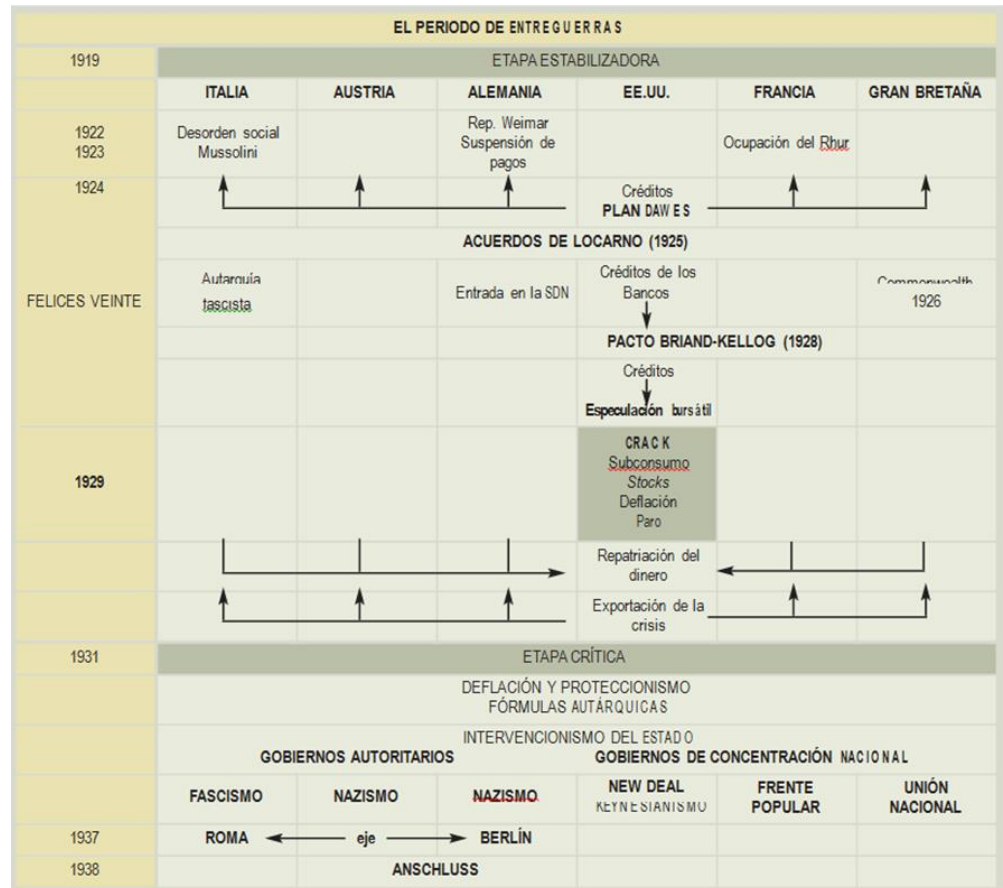 EL PERIODO DE ENTREGUERRAS
1919
ETAPA ESTABILIZADORA
ITALIA
AUSTRIA
ALEMANIA
EE.UU.
FRANCIA
GRAN BRETAÑA
1922
1923
Desorden social
Mussolini
Rep. Weimar
Suspensión de
pagos
Ocupación del Rhur
1924
Créditos
PLAN DAWES
ACUERDOS DE LOCARNO (1925)
FELICES VEINTE
Autarquía
fascista
Entrada en la SDN
Créditos de los
Bancos
Commonwealth
1926
PACTO BRIAND-KELLOG (1928)
Créditos
Especulación bursátil
1929
CRACK
Subconsumo
Stocks
Deflación
Paro
Repatriación del
dinero
Exportación de la
crisis
1931
ETAPA CRÍTICA
DEFLACIÓN Y PROTECCIONISMO
FÓRMULAS AUTÁRQUICAS
INTERVENCIONISMO DEL ESTADO
GOBIERNOS AUTORITARIOS
GOBIERNOS DE CONCENTRACIÓN NACIONAL
FASCISMO
NAZISMO
NAZISMO
NEW DEAL
KEYNESIANISMO
FRENTE
POPULAR
UNIÓN
NACIONAL
1937
ROMA
eje
BERLÍN
1938
ANSCHLUSS